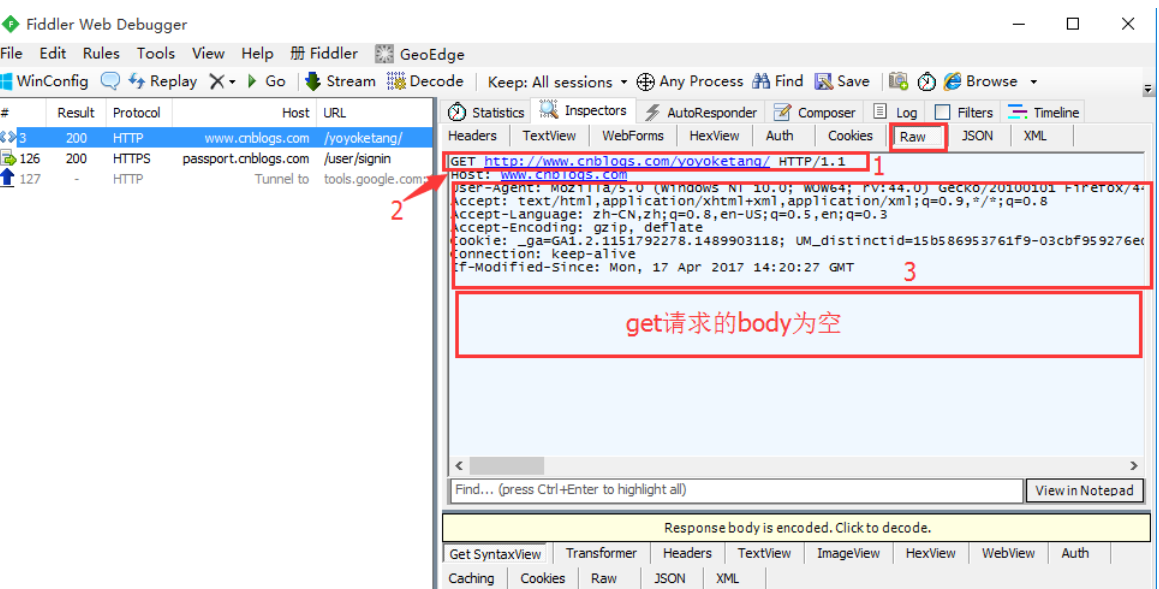 Fiddler Web Debugger
File Edit Rules Tools View Help 册 Fiddler GeoEdge
WinConfig Replay Go Stream Decode Keep: All sessions Any Process Find Save Browse
# Result Protocol Host URL
3 200 HTTP www.cnblogs.com /yoyoketang/
126 200 HTTPS passport.cnblogs.com /user/signin
127 - HTTP Tunnel to tools.google.com:
2
Statistics Inspectors AutoResponder Composer Log Filters Timeline
Headers TextView WebForms HexView Auth Cookies Raw JSON XML
GET http://www.cnblogs.com/yoyoketang/ HTTP/1.1
1
Host: www.cnblogs.com
User-Agent: Mozilla/5.0 (Windows NT 10.0; WOW64; rv:44.0) Gecko/20100101 Firefox/44
Accept: text/html,application/xhtml+xml,application/xml;q=0.9,*/*;q=0.8
Accept-Language: zh-CN,zh;q=0.8,en-US;q=0.5,en;q=0.3
Accept-Encoding: gzip, deflate
Cookie: _ga=GA1.2.1151792278.1489903118; UM_distinctid=15b586953761f9-03cbf959276ec
Connection: keep-alive
If-Modified-Since: Mon, 17 Apr 2017 14:20:27 GMT
3
get请求的body为空
Find... (press Ctrl+Enter to highlight all) View in Notepad
Response body is encoded. Click to decode.
Get SyntaxView Transformer Headers TextView ImageView HexView WebView Auth
Caching Cookies Raw JSON XML